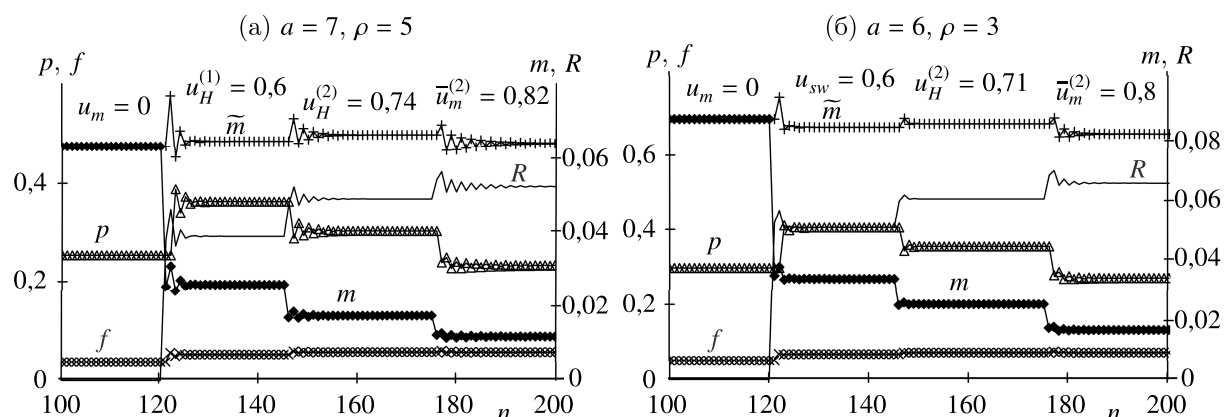 (а) a = 7, ρ = 5
p, f
m, R
u_m = 0
u_H^{(1)} = 0,6
u_H^{(2)} = 0,74
ū_m^{(2)} = 0,82
m̃
0,06
0,4
R
p
0,04
0,2
m
0,02
f
0
0
100
120
140
160
180
200
n
(б) a = 6, ρ = 3
p, f
m, R
u_m = 0
u_{sw} = 0,6
u_H^{(2)} = 0,71
ū_m^{(2)} = 0,8
m̃
0,08
0,6
R
0,06
0,4
p
0,04
0,2
m
0,02
f
0
0
100
120
140
160
180
200
n